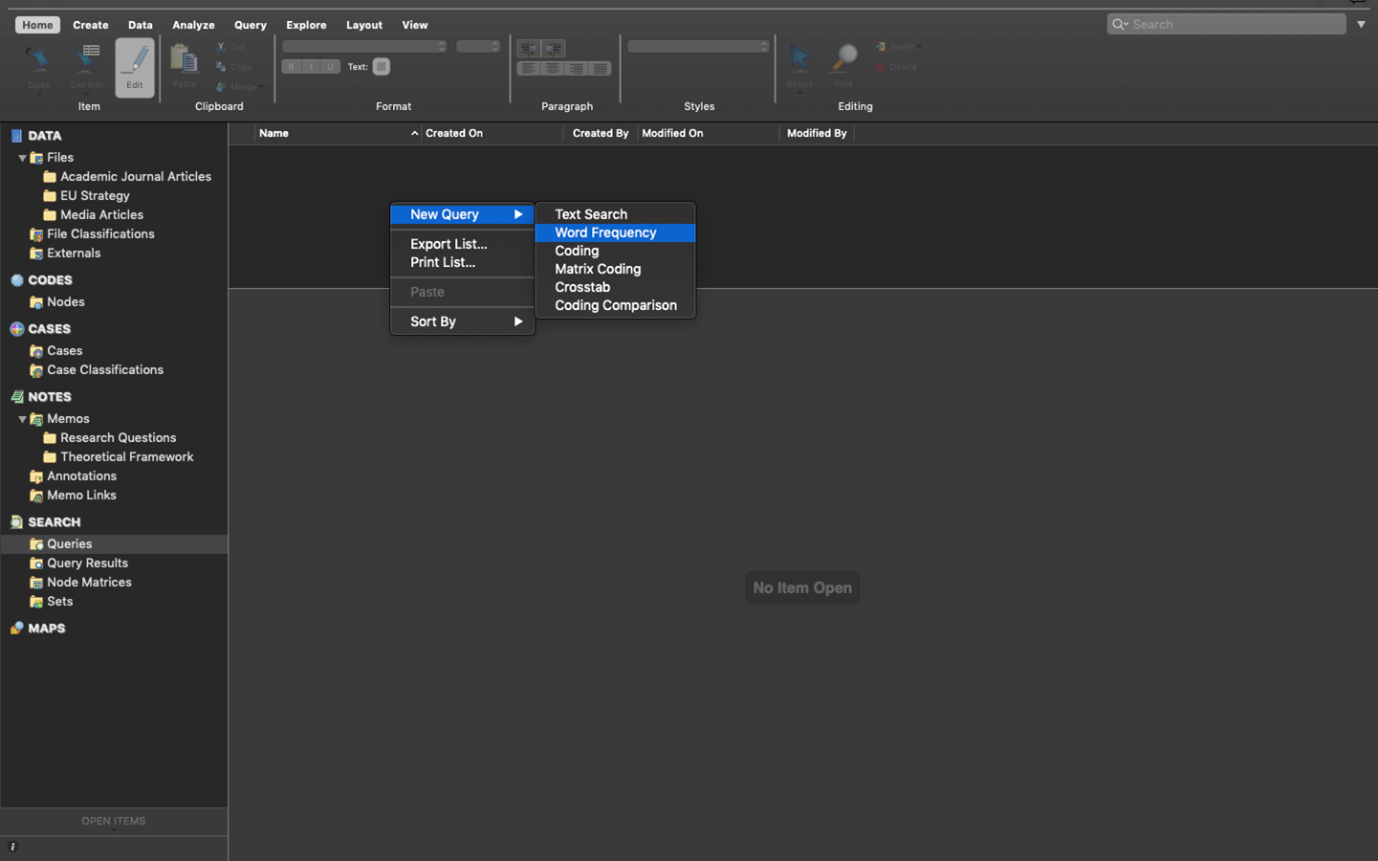 Home Create Data Analyze Query Explore Layout View
Search
Open Get Info Edit
Item
Paste Cut
Copy
Merge
Clipboard
B I U Text:
Format
Paragraph
Styles
Select Find Insert
Delete
Editing
DATA
Files
Academic Journal Articles
EU Strategy
Media Articles
File Classifications
Externals
CODES
Nodes
CASES
Cases
Case Classifications
NOTES
Memos
Research Questions
Theoretical Framework
Annotations
Memo Links
SEARCH
Queries
Query Results
Node Matrices
Sets
MAPS
OPEN ITEMS
i
Name Created On Created By Modified On Modified By
New Query
Export List...
Print List...
Paste
Sort By
Text Search
Word Frequency
Coding
Matrix Coding
Crosstab
Coding Comparison
No Item Open